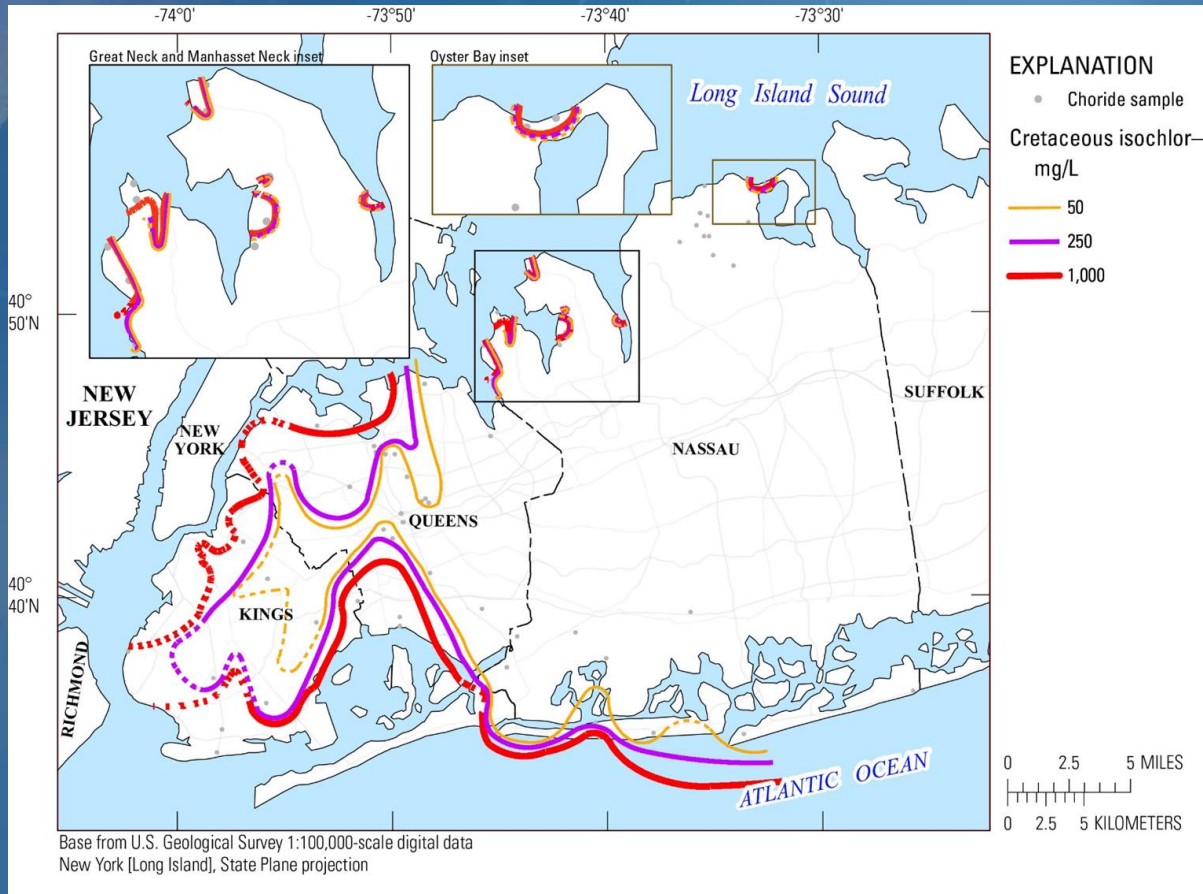 -74°0'
-73°50'
-73°40'
-73°30'
Great Neck and Manhasset Neck inset
Oyster Bay inset
Long Island Sound
EXPLANATION
Choride sample
Cretaceous isochlor—
mg/L
50
250
1,000
40°
50'N
NEW
JERSEY
NEW
YORK
SUFFOLK
NASSAU
QUEENS
40°
40'N
KINGS
RICHMOND
ATLANTIC OCEAN
0 2.5 5 MILES
0 2.5 5 KILOMETERS
Base from U.S. Geological Survey 1:100,000-scale digital data
New York [Long Island], State Plane projection